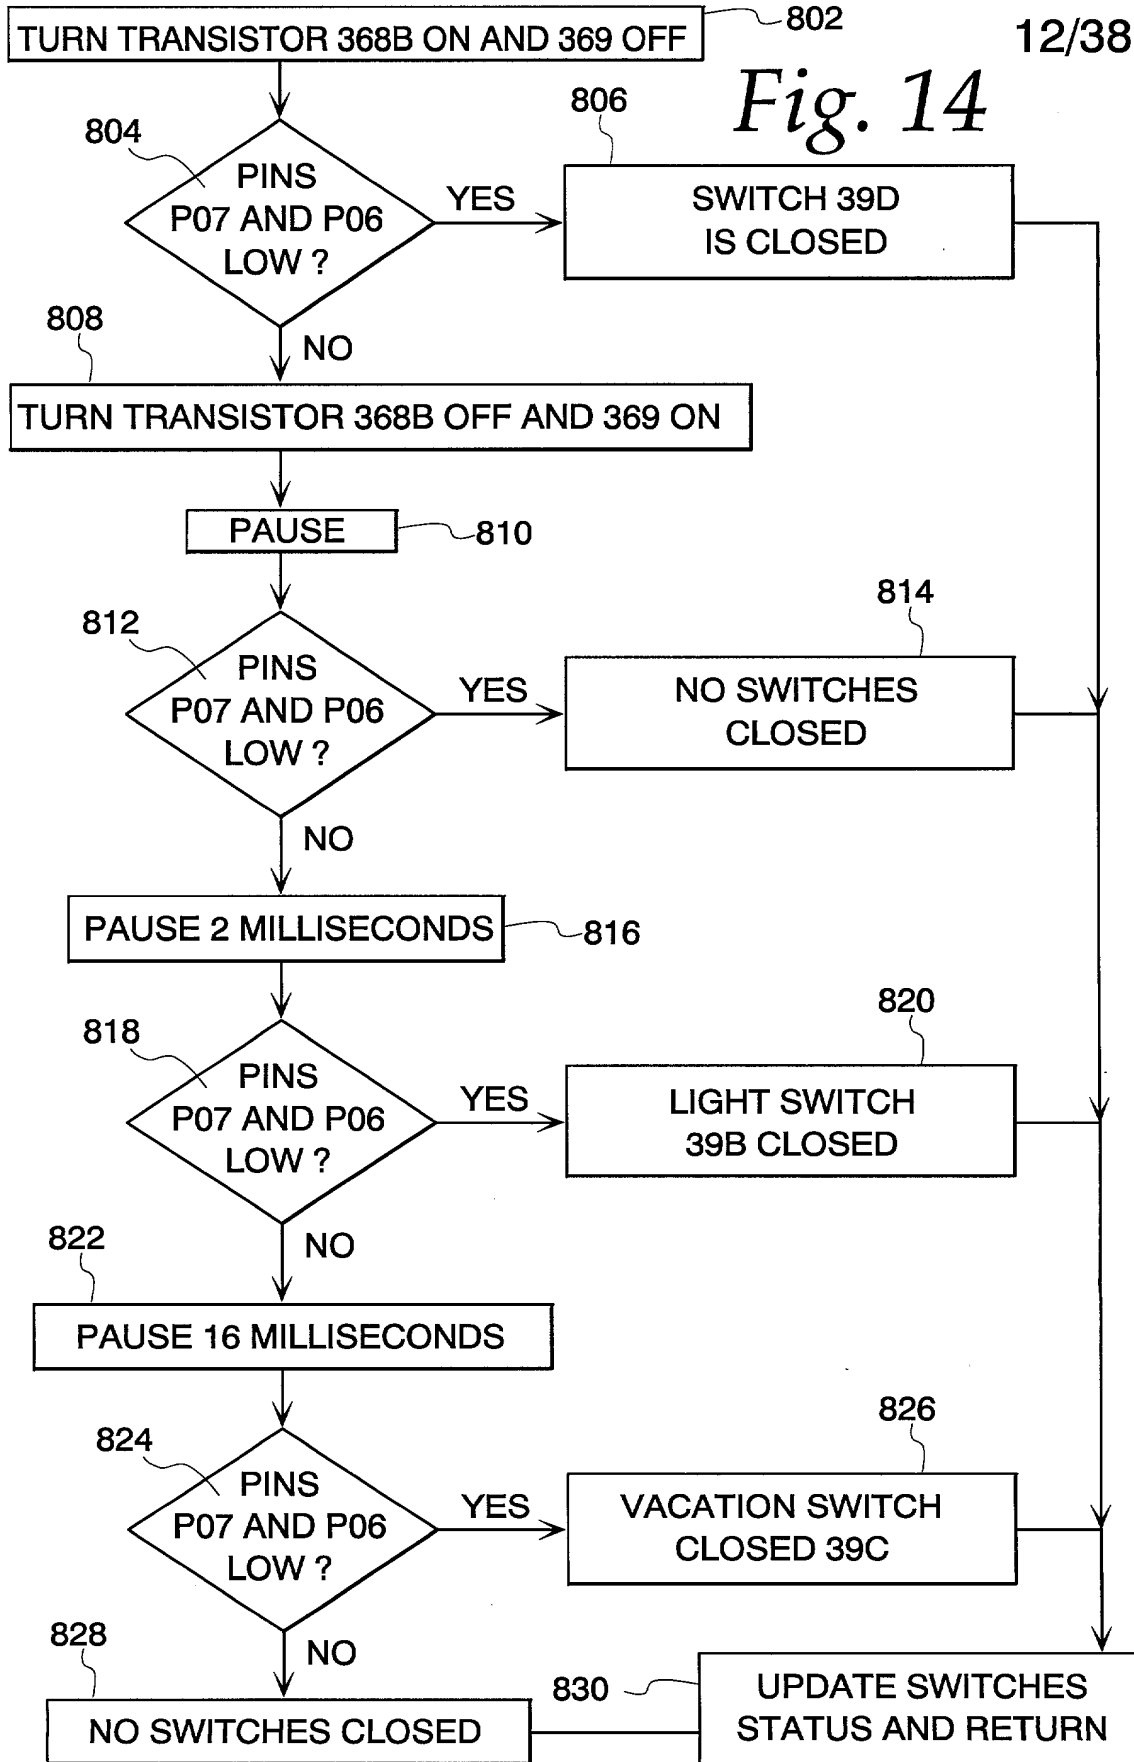 802
12/38
TURN TRANSISTOR 368B ON AND 369 OFF
Fig. 14
804
806
PINS
P07 AND P06
LOW ?
YES
SWITCH 39D
IS CLOSED
NO
808
TURN TRANSISTOR 368B OFF AND 369 ON
PAUSE
810
812
814
PINS
P07 AND P06
LOW ?
YES
NO SWITCHES
CLOSED
NO
PAUSE 2 MILLISECONDS
816
818
820
PINS
P07 AND P06
LOW ?
YES
LIGHT SWITCH
39B CLOSED
NO
822
PAUSE 16 MILLISECONDS
824
826
PINS
P07 AND P06
LOW ?
YES
VACATION SWITCH
CLOSED 39C
NO
828
NO SWITCHES CLOSED
830
UPDATE SWITCHES
STATUS AND RETURN